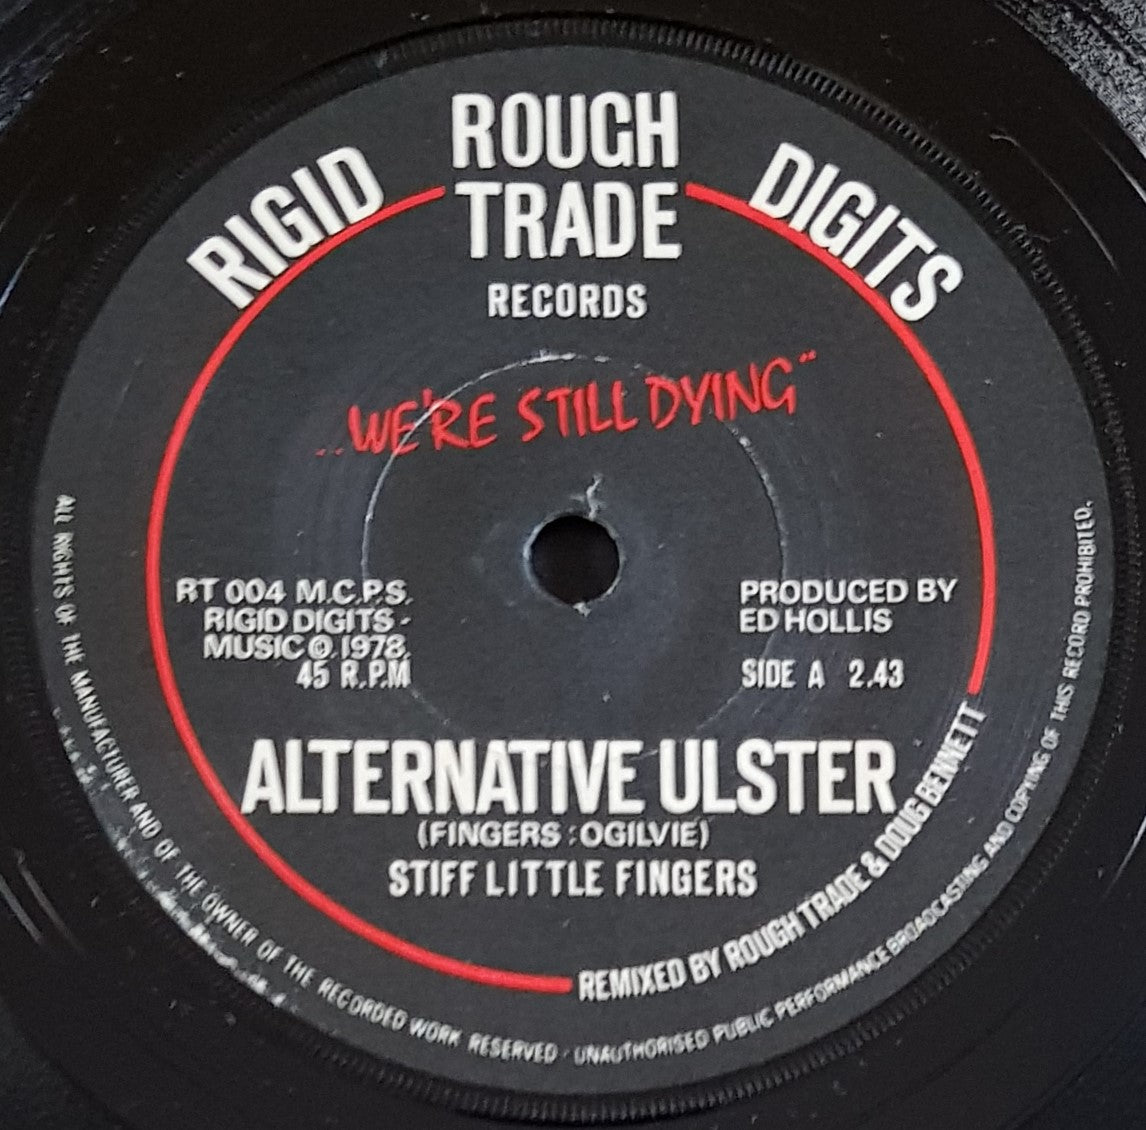 RIGID
ROUGH
TRADE
DIGITS
RECORDS
..WE'RE STILL DYING"
RT 004 M.C.P.S.
RIGID DIGITS -
MUSIC ©. 1978.
45 R.P.M
PRODUCED BY
ED HOLLIS
SIDE A 2.43
ALTERNATIVE ULSTER
(FINGERS : OGILVIE)
STIFF LITTLE FINGERS
REMIXED BY ROUGH TRADE & DOUG BENNETT
ALL RIGHTS OF THE MANUFACTURER AND OF THE OWNER OF THE RECORDED WORK RESERVED · UNAUTHORISED PUBLIC PERFORMANCE BROADCASTING AND COPYING OF THIS RECORD PROHIBITED.